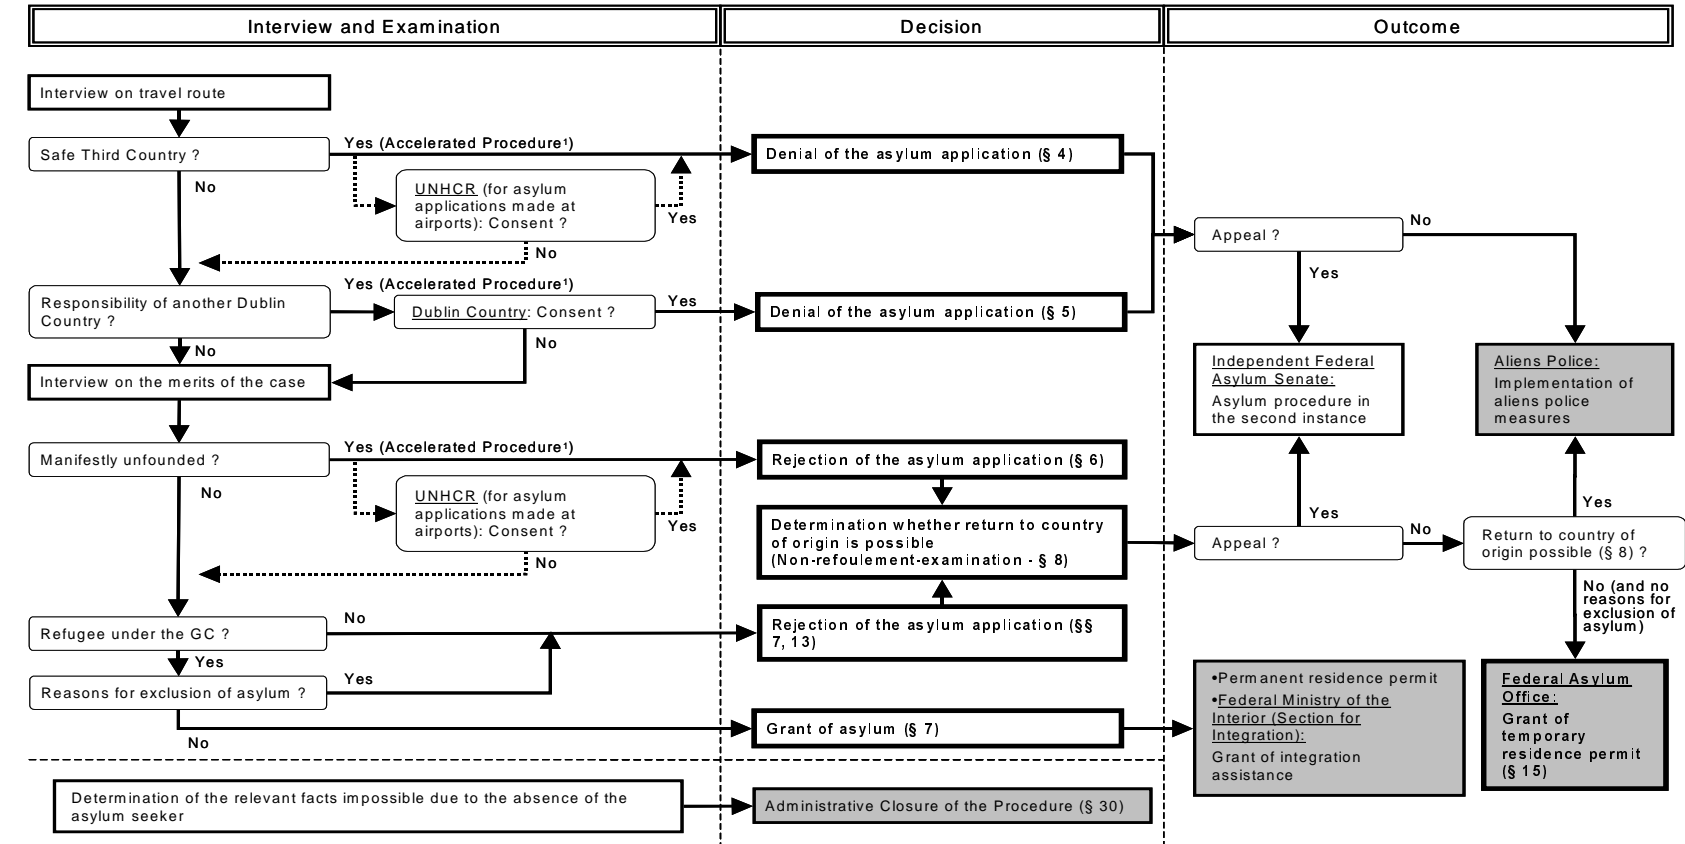 Interview and Examination
Decision
Outcome
Interview on travel route
Safe Third Country ?
Yes (Accelerated Procedure¹)
No
UNHCR (for asylum
applications made at
airports): Consent ?
Yes
No
Denial of the asylum application (§ 4)
Responsibility of another Dublin
Country ?
Yes (Accelerated Procedure¹)
Dublin Country: Consent ?
Yes
No
No
Denial of the asylum application (§ 5)
Appeal ?
No
Yes
Independent Federal
Asylum Senate:
Asylum procedure in
the second instance
Aliens Police:
Implementation of
aliens police
measures
Interview on the merits of the case
Manifestly unfounded ?
Yes (Accelerated Procedure¹)
No
UNHCR (for asylum
applications made at
airports): Consent ?
Yes
No
Rejection of the asylum application (§ 6)
Determination whether return to country
of origin is possible
(Non-refoulement-examination - § 8)
Appeal ?
Yes
No
Return to country of
origin possible (§ 8) ?
Yes
No (and no
reasons for
exclusion of
asylum)
Refugee under the GC ?
No
Yes
Rejection of the asylum application (§§
7, 13)
Reasons for exclusion of asylum ?
Yes
No
Grant of asylum (§ 7)
•Permanent residence permit
•Federal Ministry of the
Interior (Section for
Integration):
Grant of integration
assistance
Federal Asylum
Office:
Grant of
temporary
residence permit
(§ 15)
Determination of the relevant facts impossible due to the absence of the
asylum seeker
Administrative Closure of the Procedure (§ 30)